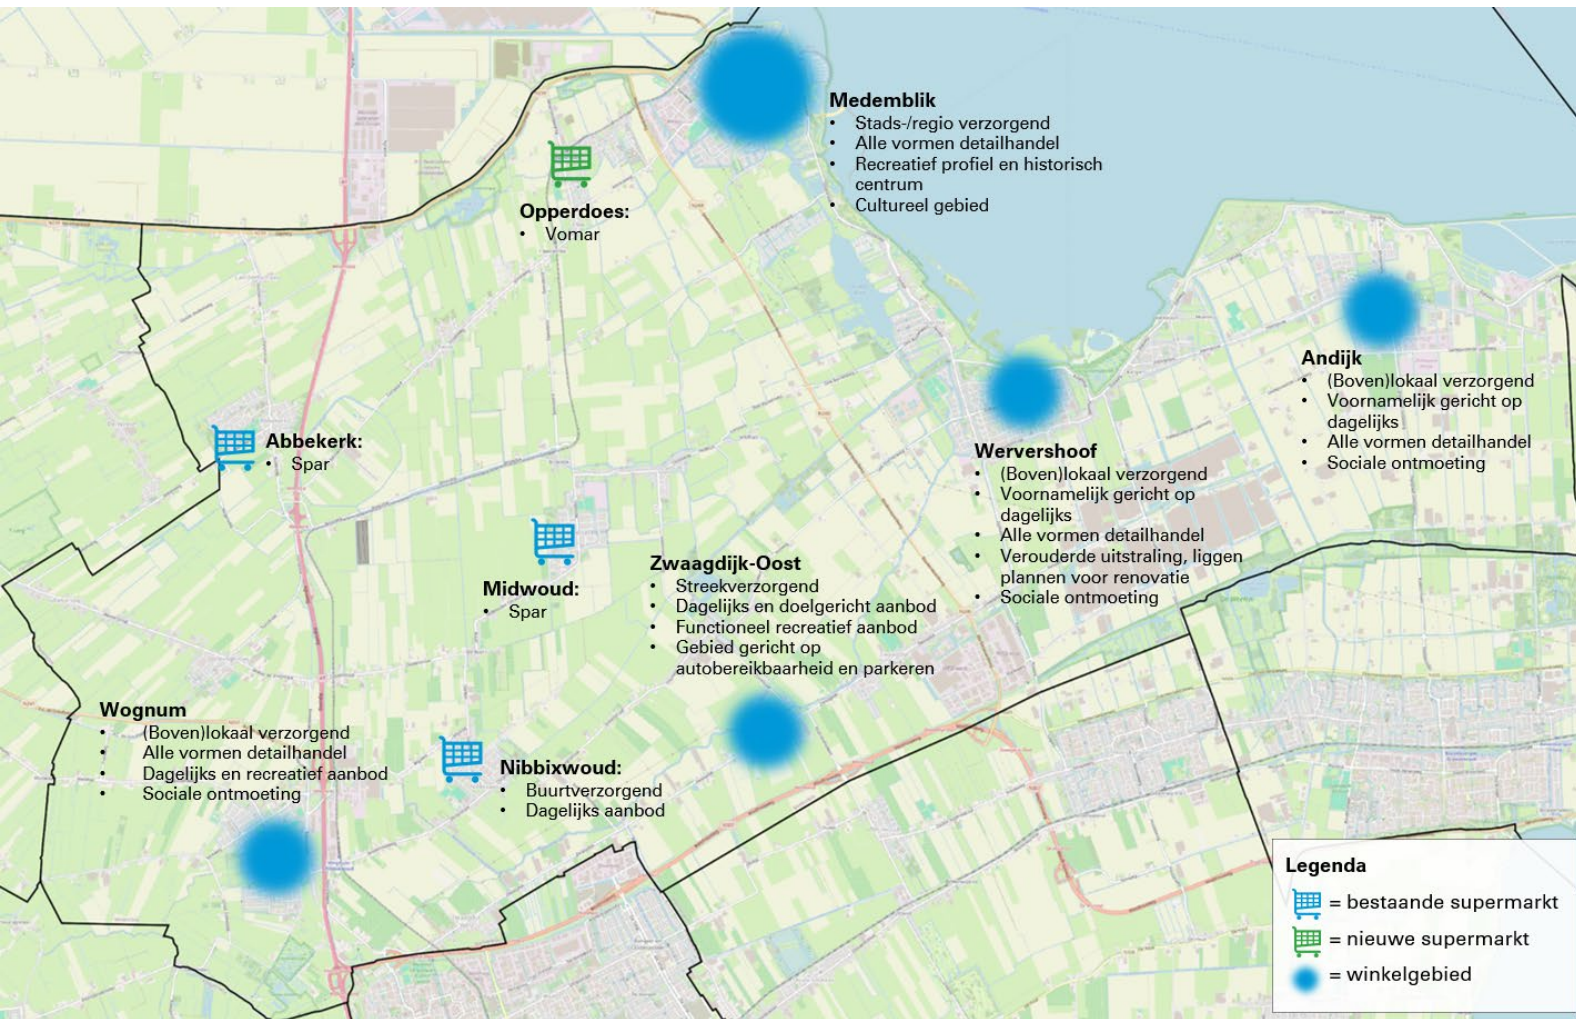 Medemblik
• Stads-/regio verzorgend
• Alle vormen detailhandel
• Recreatief profiel en historisch
centrum
• Cultureel gebied
Opperdoes:
• Vomar
Andijk
• (Boven)lokaal verzorgend
• Voornamelijk gericht op
dagelijks
• Alle vormen detailhandel
• Sociale ontmoeting
Abbekerk:
• Spar
Wervershoof
• (Boven)lokaal verzorgend
• Voornamelijk gericht op
dagelijks
• Alle vormen detailhandel
• Verouderde uitstraling, liggen
plannen voor renovatie
• Sociale ontmoeting
Midwoud:
• Spar
Zwaagdijk-Oost
• Streekverzorgend
• Dagelijks en doelgericht aanbod
• Functioneel recreatief aanbod
• Gebied gericht op
autobereikbaarheid en parkeren
Wognum
• (Boven)lokaal verzorgend
• Alle vormen detailhandel
• Dagelijks en recreatief aanbod
• Sociale ontmoeting
Nibbixwoud:
• Buurtverzorgend
• Dagelijks aanbod
Legenda
= bestaande supermarkt
= nieuwe supermarkt
= winkelgebied